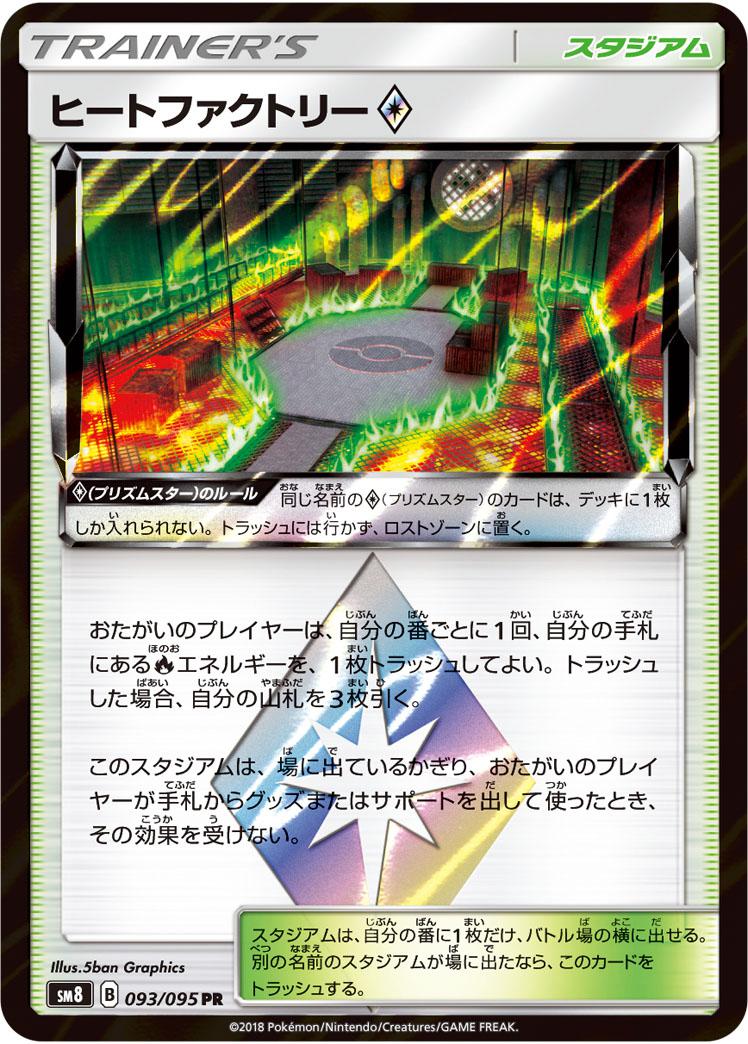 TRAINER'S スタジアム
ヒートファクトリー◇
◇(プリズムスター)のルール 同じ名前の◇(プリズムスター)のカードは、デッキに1枚
しか入れられない。トラッシュには行かず、ロストゾーンに置く。
おたがいのプレイヤーは、自分の番ごとに1回、自分の手札
にある🔥エネルギーを、1枚トラッシュしてよい。トラッシュ
した場合、自分の山札を3枚引く。
このスタジアムは、場に出ているかぎり、おたがいのプレイ
ヤーが手札からグッズまたはサポートを出して使ったとき、
その効果を受けない。
スタジアムは、自分の番に1枚だけ、バトル場の横に出せる。
別の名前のスタジアムが場に出たなら、このカードを
トラッシュする。
Illus.5ban Graphics
SM8 B 093/095 PR
©2018 Pokémon/Nintendo/Creatures/GAME FREAK.